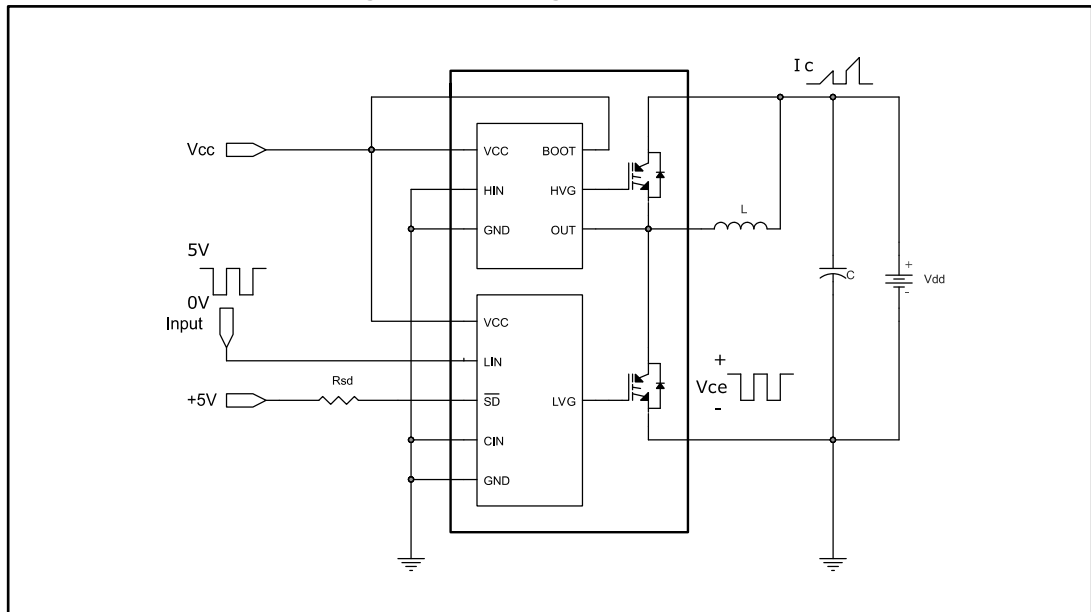 Ic
Vcc
VCC
BOOT
HIN
HVG
GND
OUT
L
5V
0V
Input
VCC
LIN
+5V
Rsd
SD
LVG
CIN
GND
+
Vce
-
C
+
-
Vdd